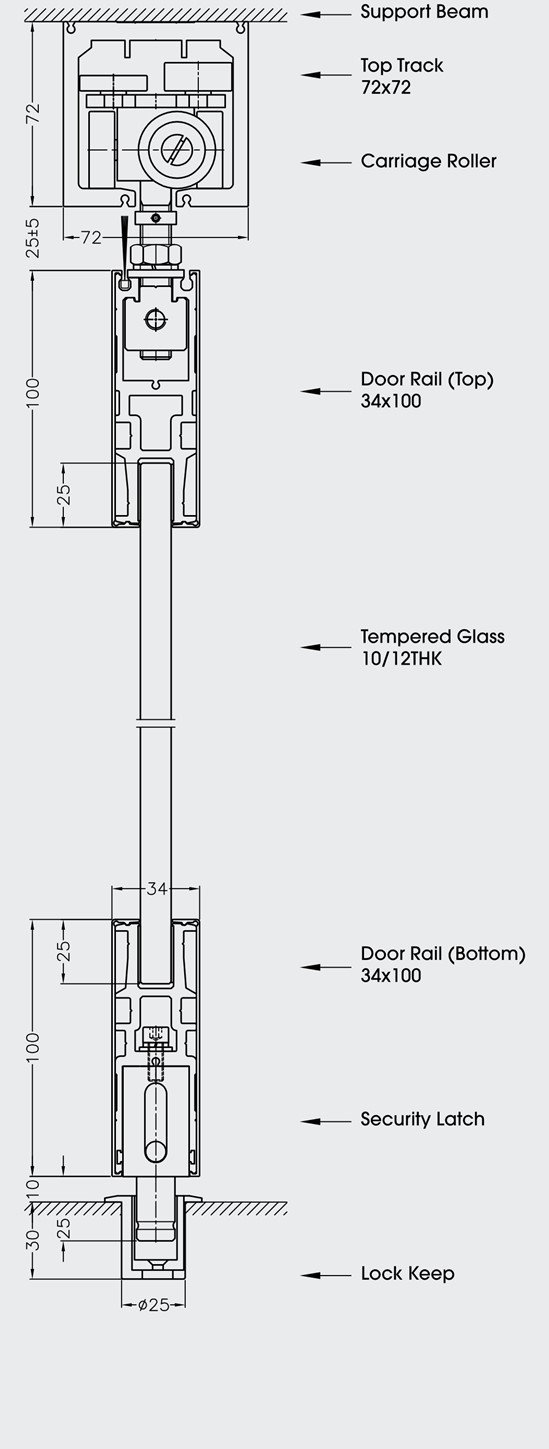 Support Beam
Top Track
72x72
72
Carriage Roller
25±5
72
Door Rail (Top)
34x100
100
25
Tempered Glass
10/12THK
34
Door Rail (Bottom)
34x100
25
100
Security Latch
10
25
30
Lock Keep
ø25